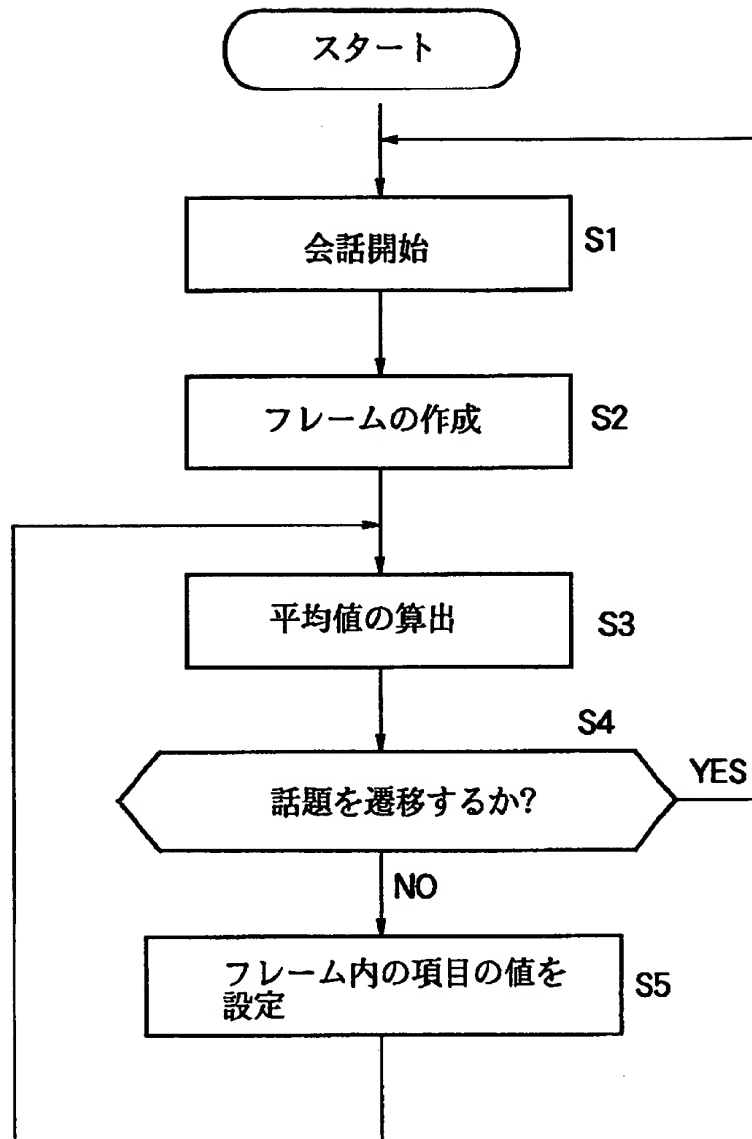 スタート
会話開始
S1
フレームの作成
S2
平均値の算出
S3
S4
話題を遷移するか?
YES
NO
フレーム内の項目の値を
設定
S5